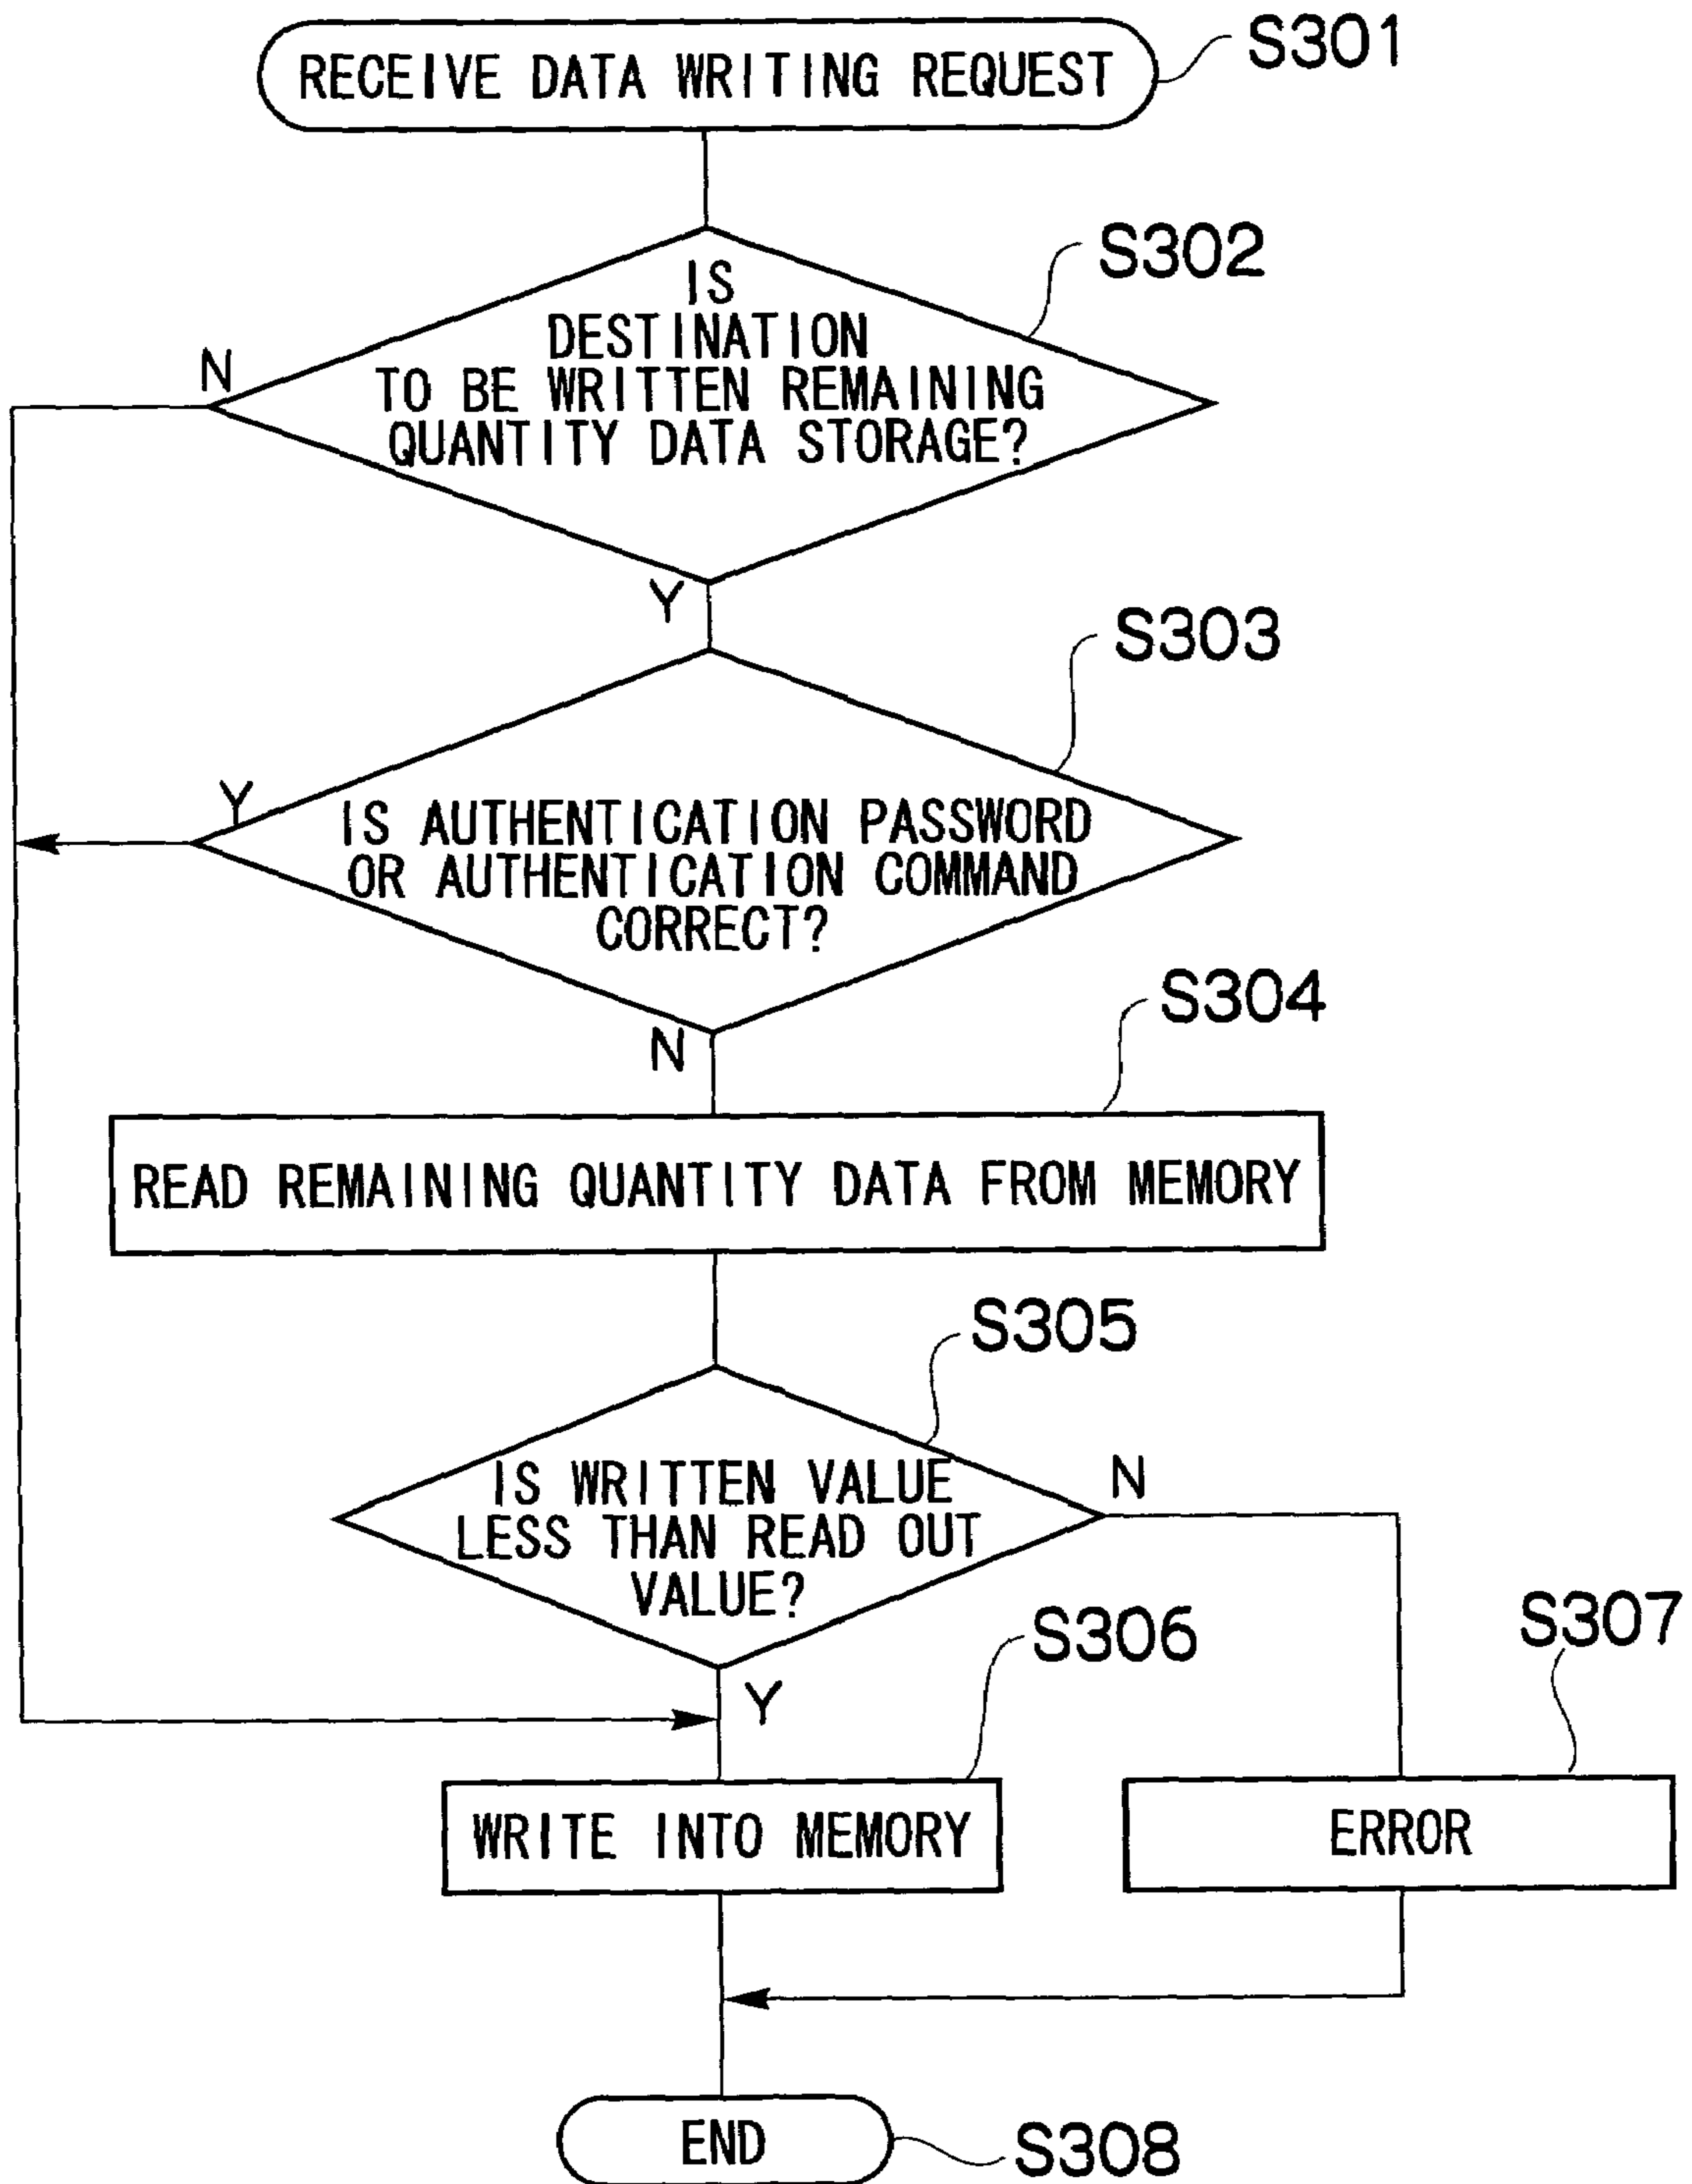 RECEIVE DATA WRITING REQUEST
S301
S302
IS
DESTINATION
TO BE WRITTEN REMAINING
QUANTITY DATA STORAGE?
N
Y
S303
Y
IS AUTHENTICATION PASSWORD
OR AUTHENTICATION COMMAND
CORRECT?
N
S304
READ REMAINING QUANTITY DATA FROM MEMORY
S305
IS WRITTEN VALUE
LESS THAN READ OUT
VALUE?
N
Y
S306
S307
WRITE INTO MEMORY
ERROR
END
S308